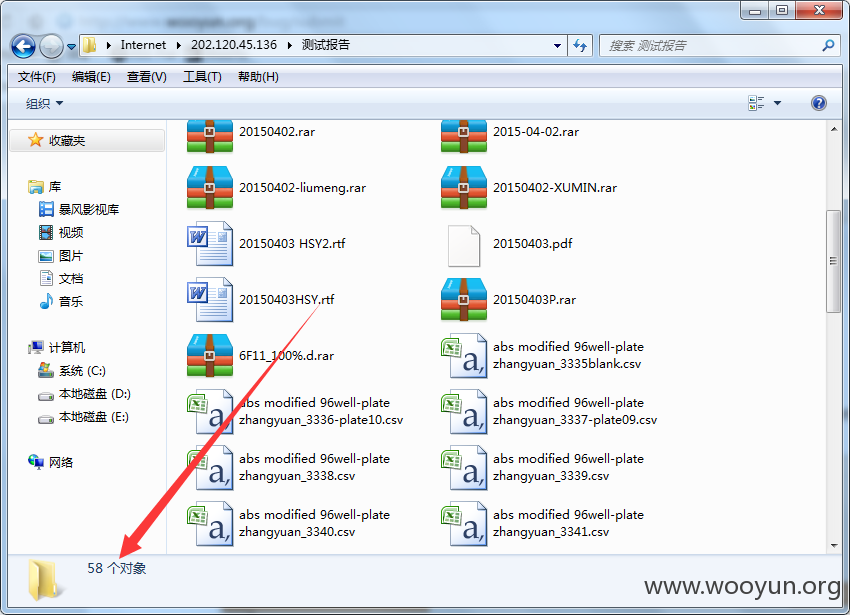 Internet 202.120.45.136 测试报告
搜索 测试报告
文件(F) 编辑(E) 查看(V) 工具(T) 帮助(H)
组织
收藏夹
库
暴风影视库
视频
图片
文档
音乐
计算机
系统 (C:)
本地磁盘 (D:)
本地磁盘 (E:)
网络
20150402.rar
2015-04-02.rar
20150402-liumeng.rar
20150402-XUMIN.rar
20150403 HSY2.rtf
20150403.pdf
20150403HSY.rtf
20150403P.rar
6F11_100%.d.rar
abs modified 96well-plate
zhangyuan_3335blank.csv
abs modified 96well-plate
zhangyuan_3336-plate10.csv
abs modified 96well-plate
zhangyuan_3337-plate09.csv
abs modified 96well-plate
zhangyuan_3338.csv
abs modified 96well-plate
zhangyuan_3339.csv
abs modified 96well-plate
zhangyuan_3340.csv
abs modified 96well-plate
zhangyuan_3341.csv
58 个对象
www.wooyun.org